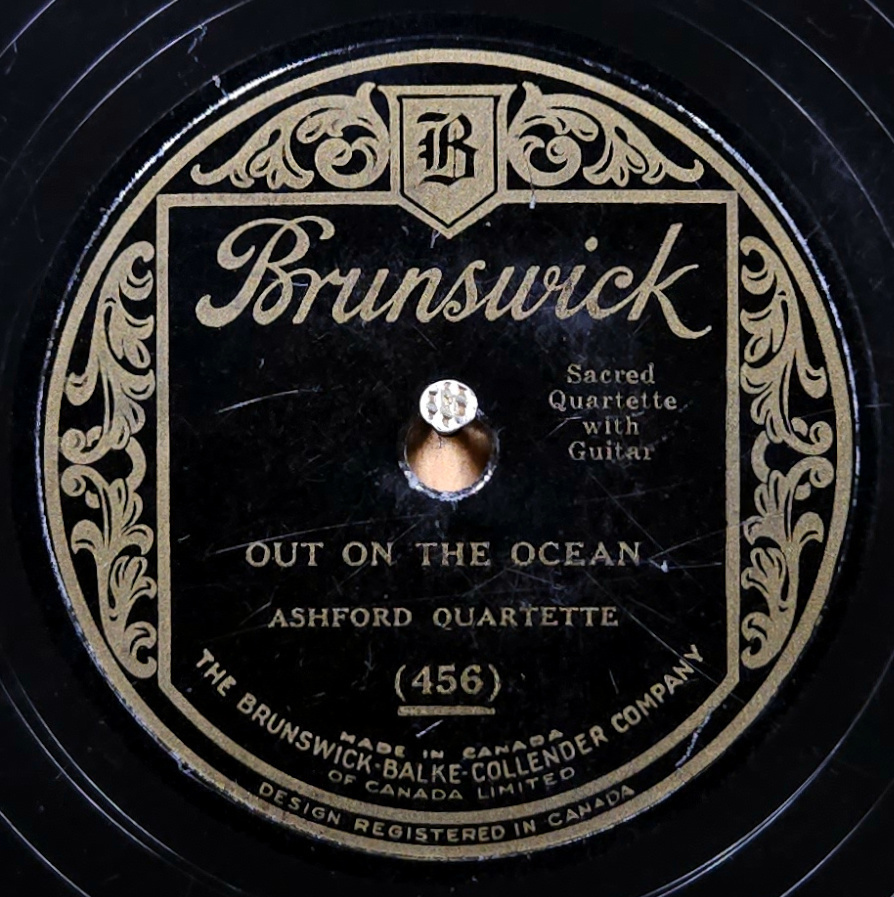 B
Brunswick
Sacred
Quartette
with
Guitar
OUT ON THE OCEAN
ASHFORD QUARTETTE
(456)
MADE IN CANADA
THE BRUNSWICK-BALKE-COLLENDER COMPANY
OF CANADA LIMITED
DESIGN REGISTERED IN CANADA